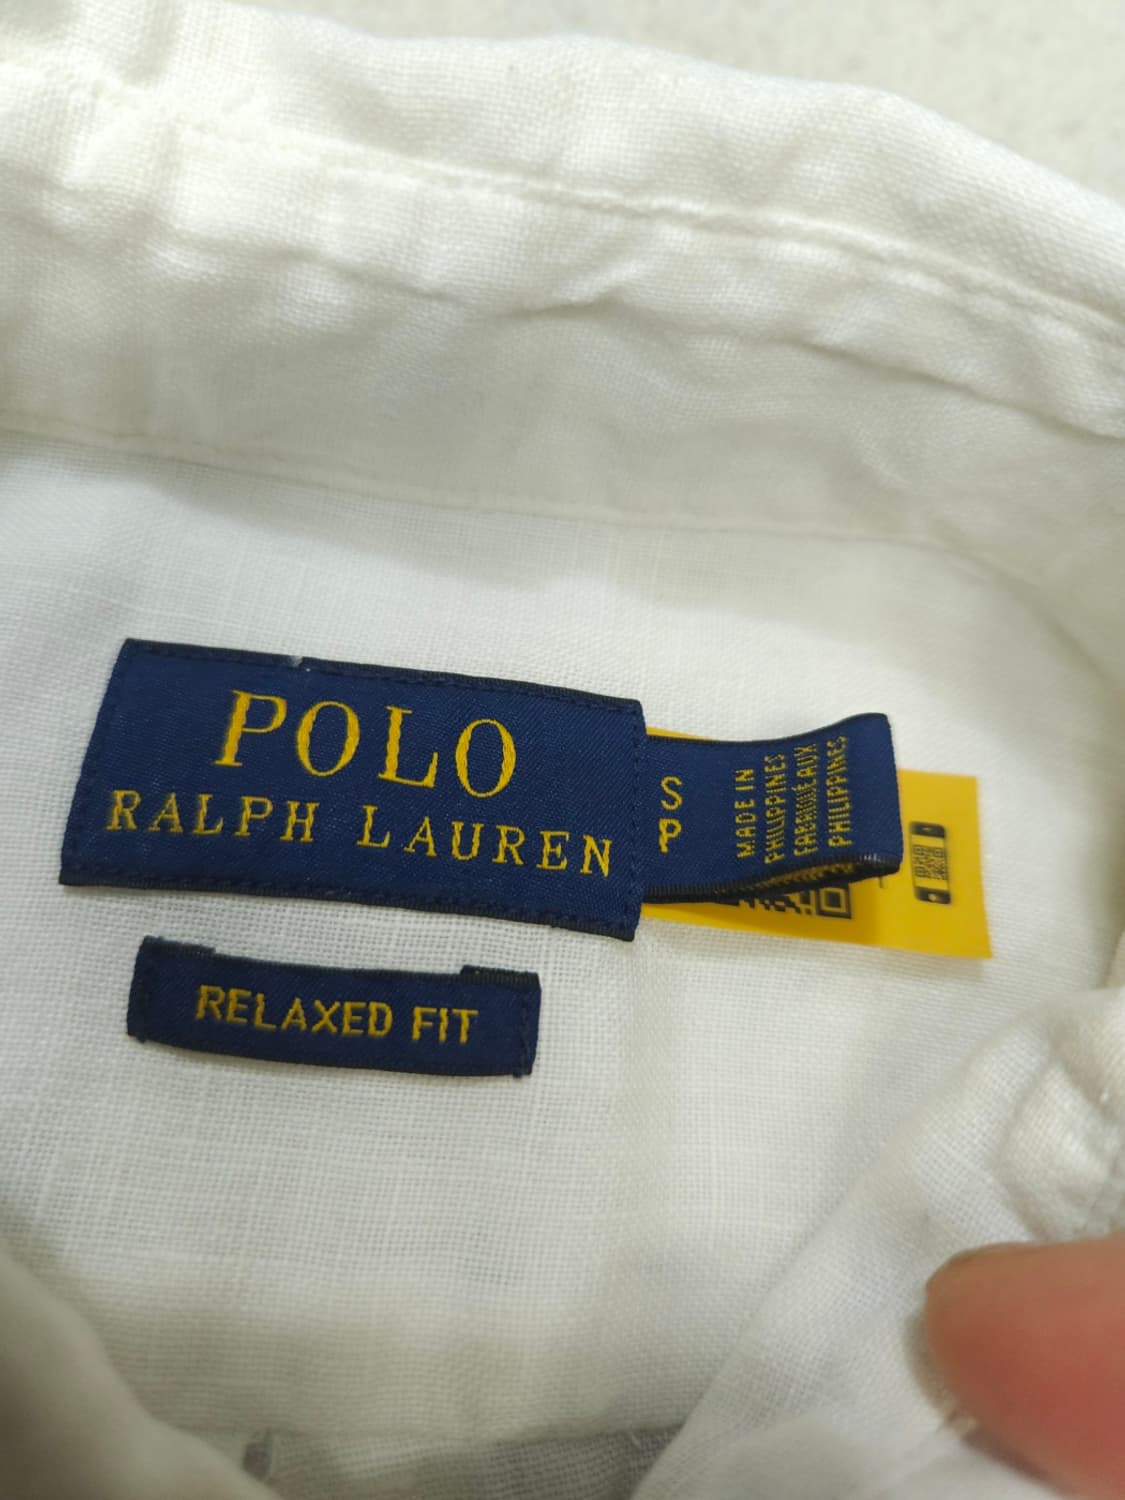 POLO
RALPH LAUREN
S
P
MADE IN
PHILIPPINES
FABRIQUÉ AUX
PHILIPPINES
RELAXED FIT